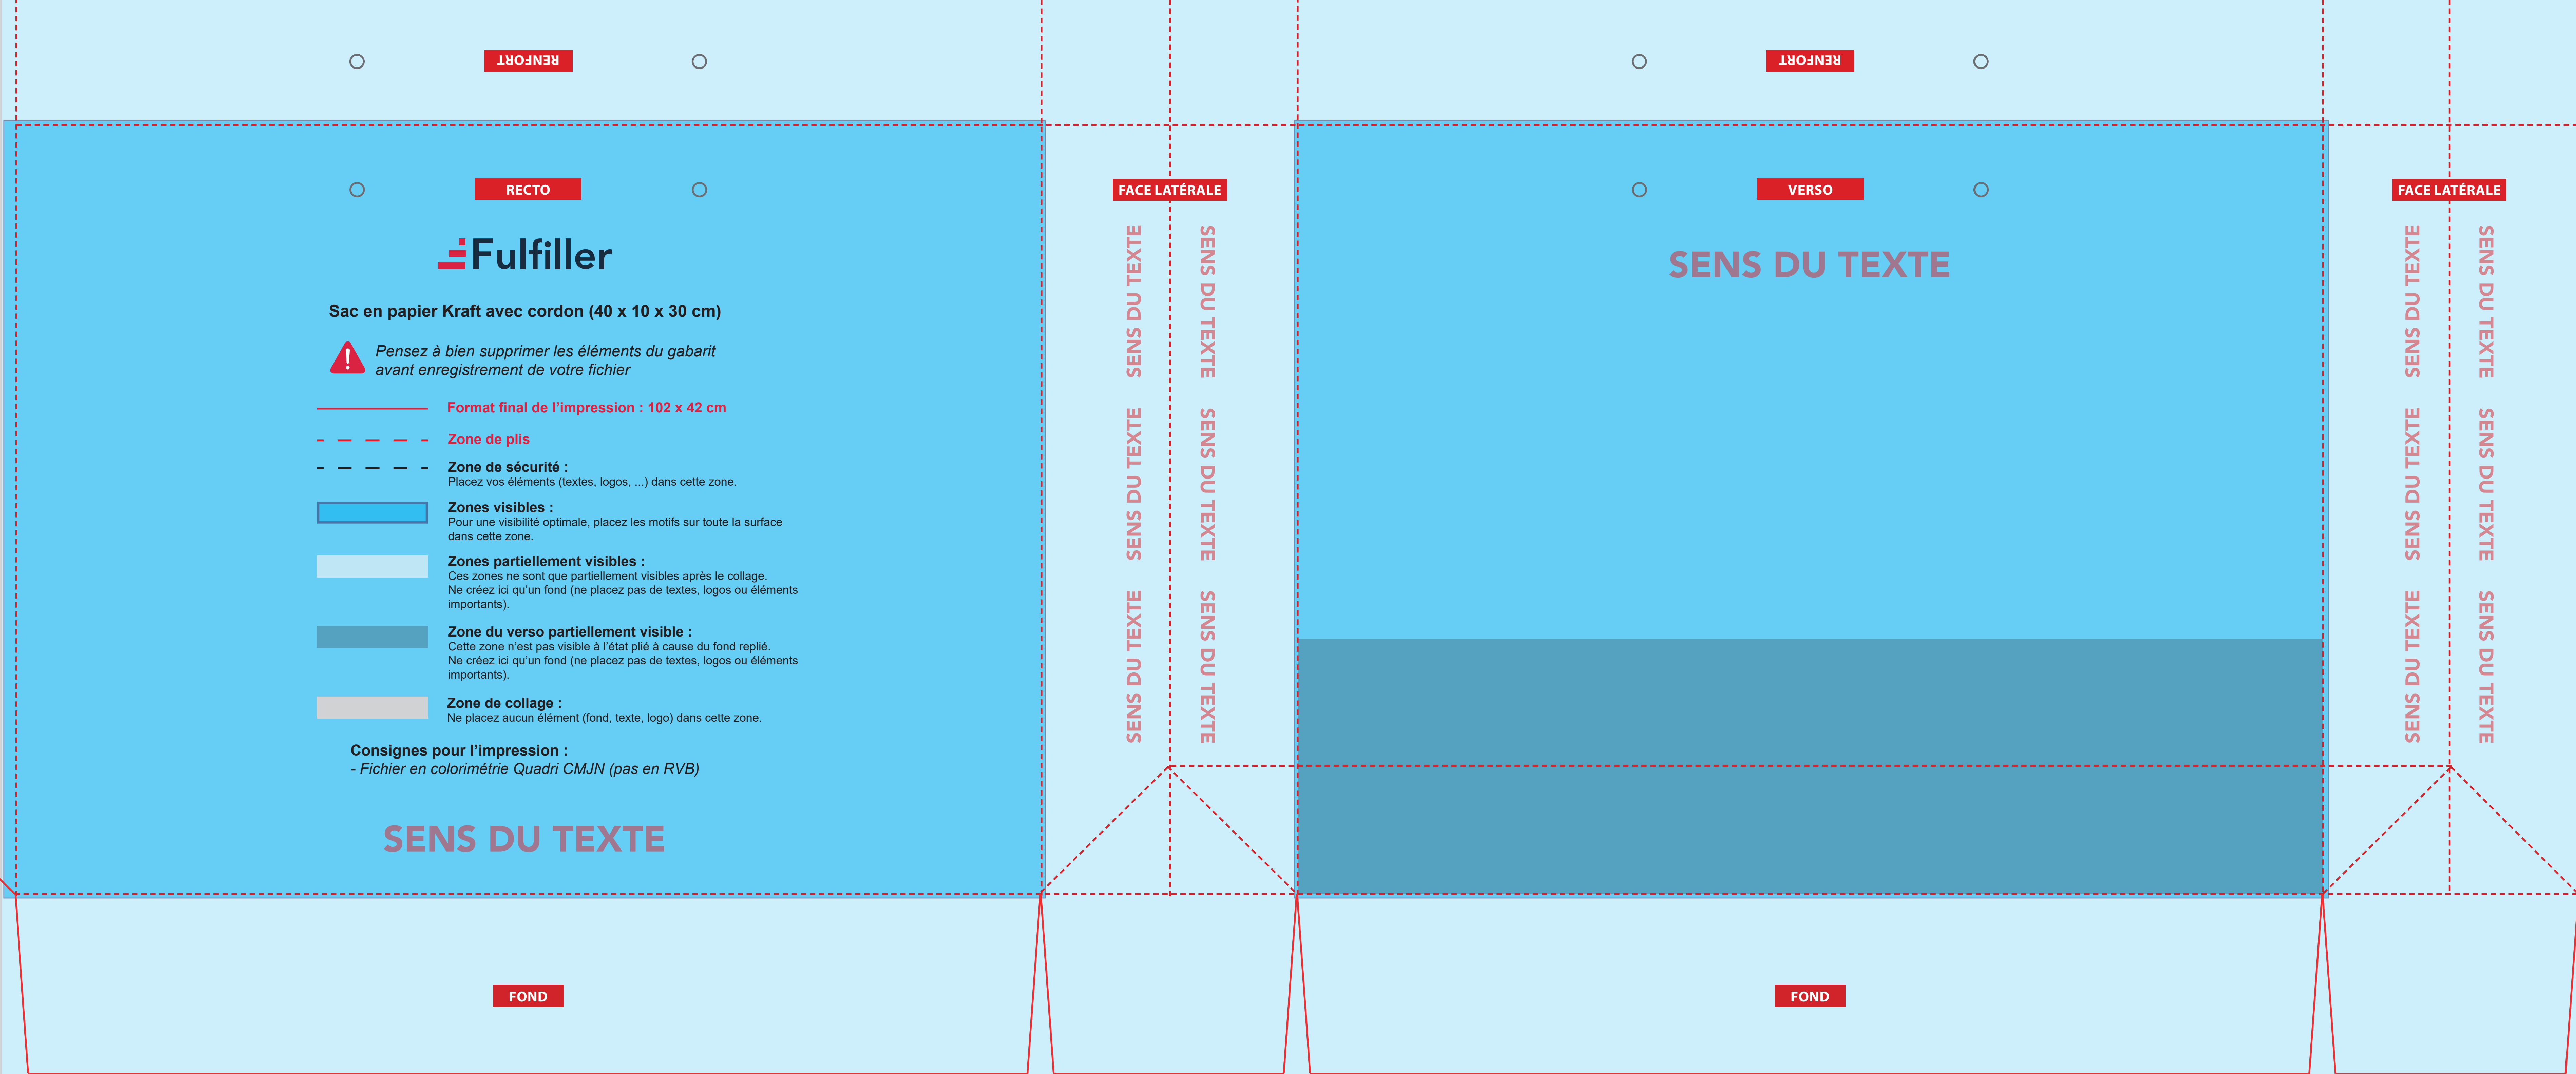 RENFORT
RENFORT
RECTO
FACE LATÉRALE
VERSO
FACE LATÉRALE
Fulfiller
SENS DU TEXTE
Sac en papier Kraft avec cordon (40 x 10 x 30 cm)
Pensez à bien supprimer les éléments du gabarit
avant enregistrement de votre fichier
Format final de l’impression : 102 x 42 cm
Zone de plis
Zone de sécurité :
Placez vos éléments (textes, logos, ...) dans cette zone.
Zones visibles :
Pour une visibilité optimale, placez les motifs sur toute la surface
dans cette zone.
Zones partiellement visibles :
Ces zones ne sont que partiellement visibles après le collage.
Ne créez ici qu’un fond (ne placez pas de textes, logos ou éléments
importants).
Zone du verso partiellement visible :
Cette zone n’est pas visible à l’état plié à cause du fond replié.
Ne créez ici qu’un fond (ne placez pas de textes, logos ou éléments
importants).
Zone de collage :
Ne placez aucun élément (fond, texte, logo) dans cette zone.
Consignes pour l’impression :
- Fichier en colorimétrie Quadri CMJN (pas en RVB)
SENS DU TEXTE
SENS DU TEXTE SENS DU TEXTE SENS DU TEXTE
SENS DU TEXTE SENS DU TEXTE SENS DU TEXTE
SENS DU TEXTE SENS DU TEXTE SENS DU TEXTE
SENS DU TEXTE SENS DU TEXTE SENS DU TEXTE
FOND
FOND